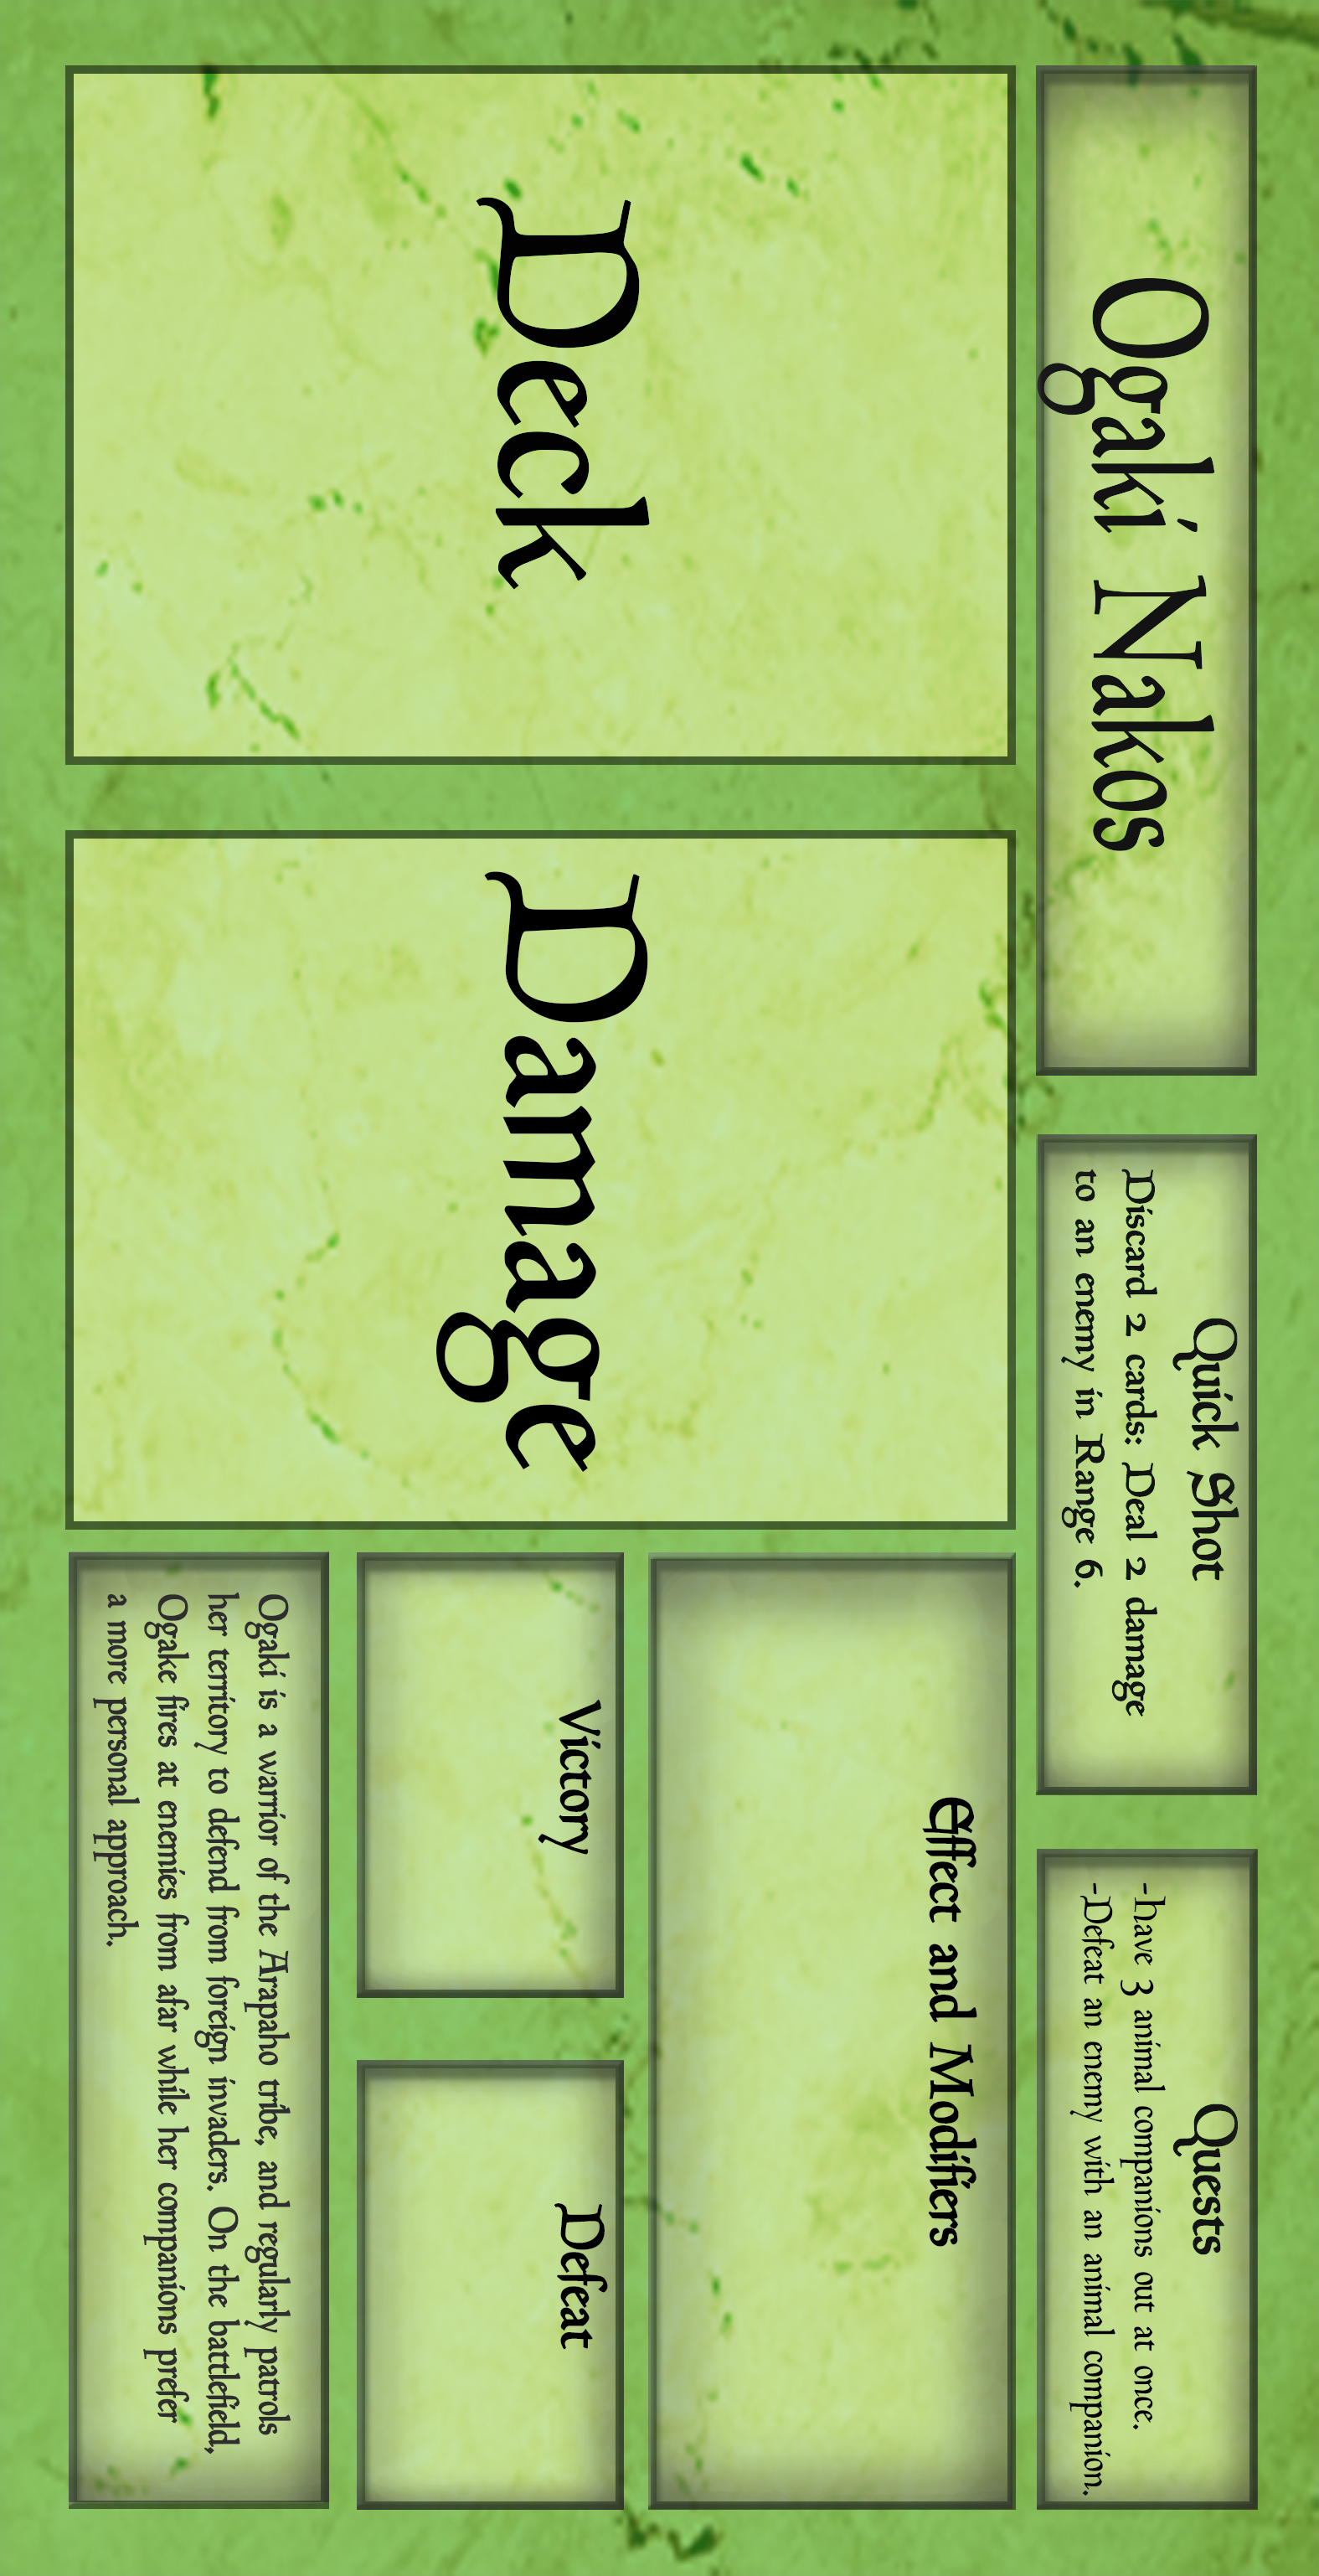 Ogaki Nakos
Quick Shot
Discard 2 cards: Deal 2 damage
to an enemy in Range 6.
Quests
-Have 3 animal companions out at once.
-Defeat an enemy with an animal companion.
Deck
Damage
Effect and Modifiers
Victory
Defeat
Ogaki is a warrior of the Arapaho tribe, and regularly patrols
her territory to defend from foreign invaders. On the battlefield,
Ogake fires at enemies from afar while her companions prefer
a more personal approach.